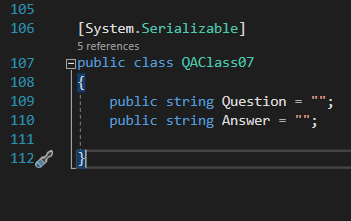 105
106 [System.Serializable]
5 references
107 public class QAClass07
108 {
109 public string Question = "";
110 public string Answer = "";
111
112 }